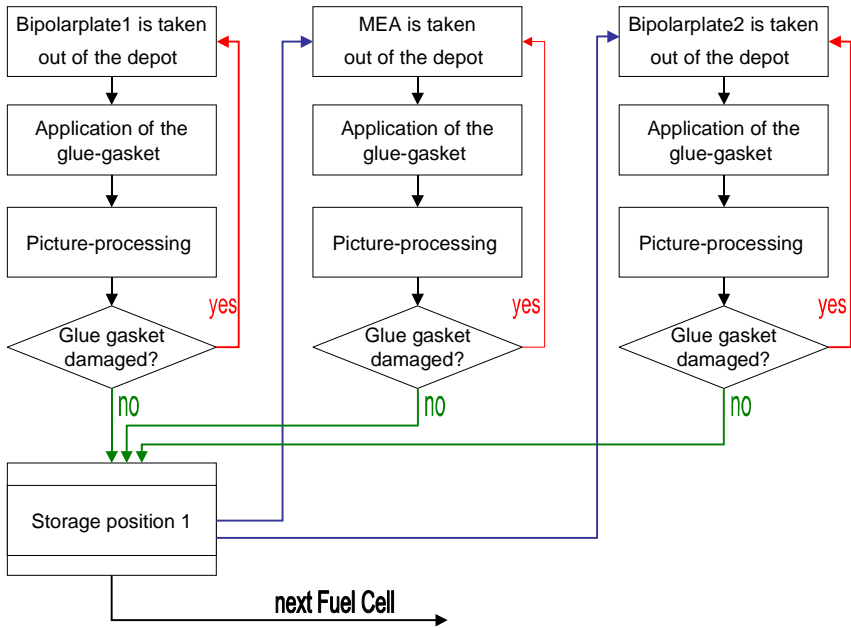 Bipolarplate1 is taken
out of the depot
Application of the
glue-gasket
Picture-processing
yes
Glue gasket
damaged?
no
MEA is taken
out of the depot
Application of the
glue-gasket
Picture-processing
yes
Glue gasket
damaged?
no
Bipolarplate2 is taken
out of the depot
Application of the
glue-gasket
Picture-processing
yes
Glue gasket
damaged?
no
Storage position 1
next Fuel Cell